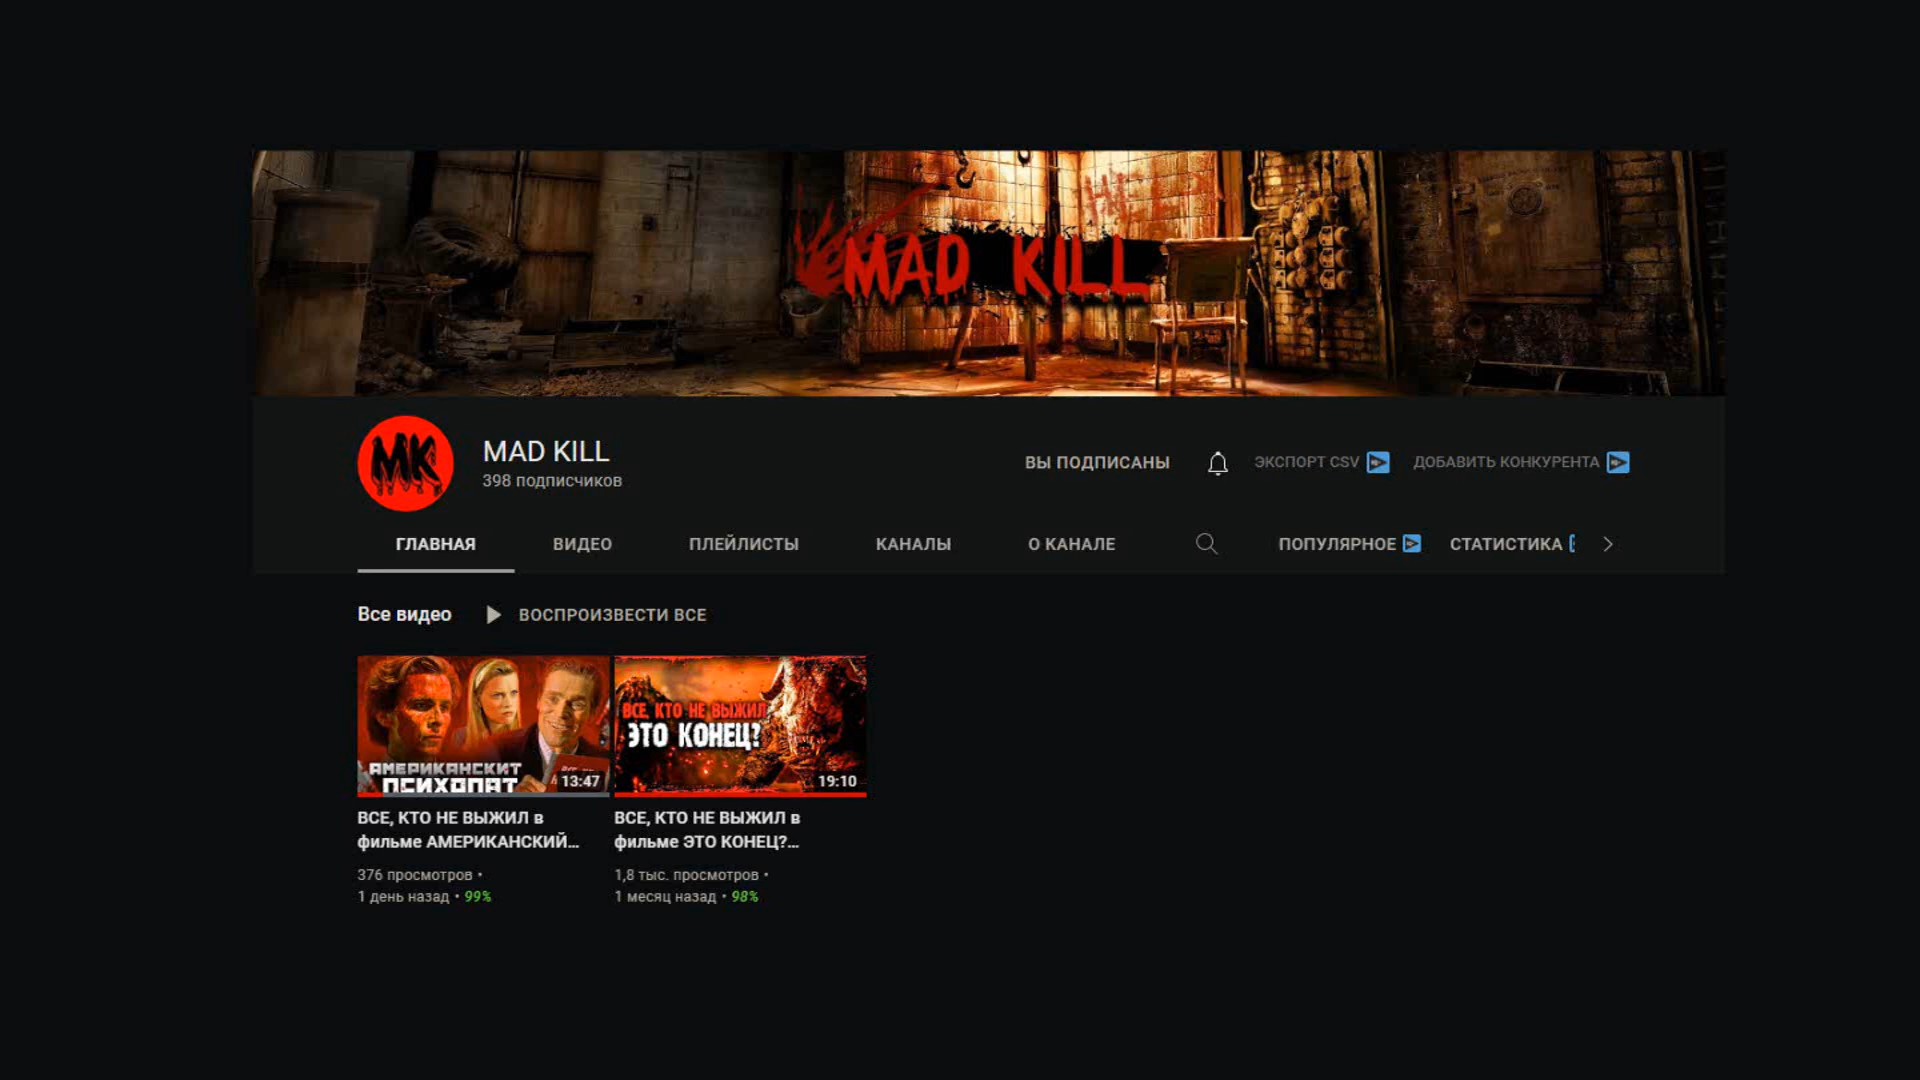 HILL
MAD KILL
MK
MAD KILL
398 подписчиков
ВЫ ПОДПИСАНЫ
ЭКСПОРТ CSV
ДОБАВИТЬ КОНКУРЕНТА
ГЛАВНАЯ
ВИДЕО
ПЛЕЙЛИСТЫ
КАНАЛЫ
О КАНАЛЕ
ПОПУЛЯРНОЕ
СТАТИСТИКА
Все видео
ВОСПРОИЗВЕСТИ ВСЕ
АМЕРИКАНСКИТ
ПСИХОПАТ
13:47
ВСЕ, КТО НЕ ВЫЖИЛ
ЭТО КОНЕЦ?
19:10
ВСЕ, КТО НЕ ВЫЖИЛ в
фильме АМЕРИКАНСКИЙ...
376 просмотров •
1 день назад • 99%
ВСЕ, КТО НЕ ВЫЖИЛ в
фильме ЭТО КОНЕЦ?...
1,8 тыс. просмотров •
1 месяц назад • 98%